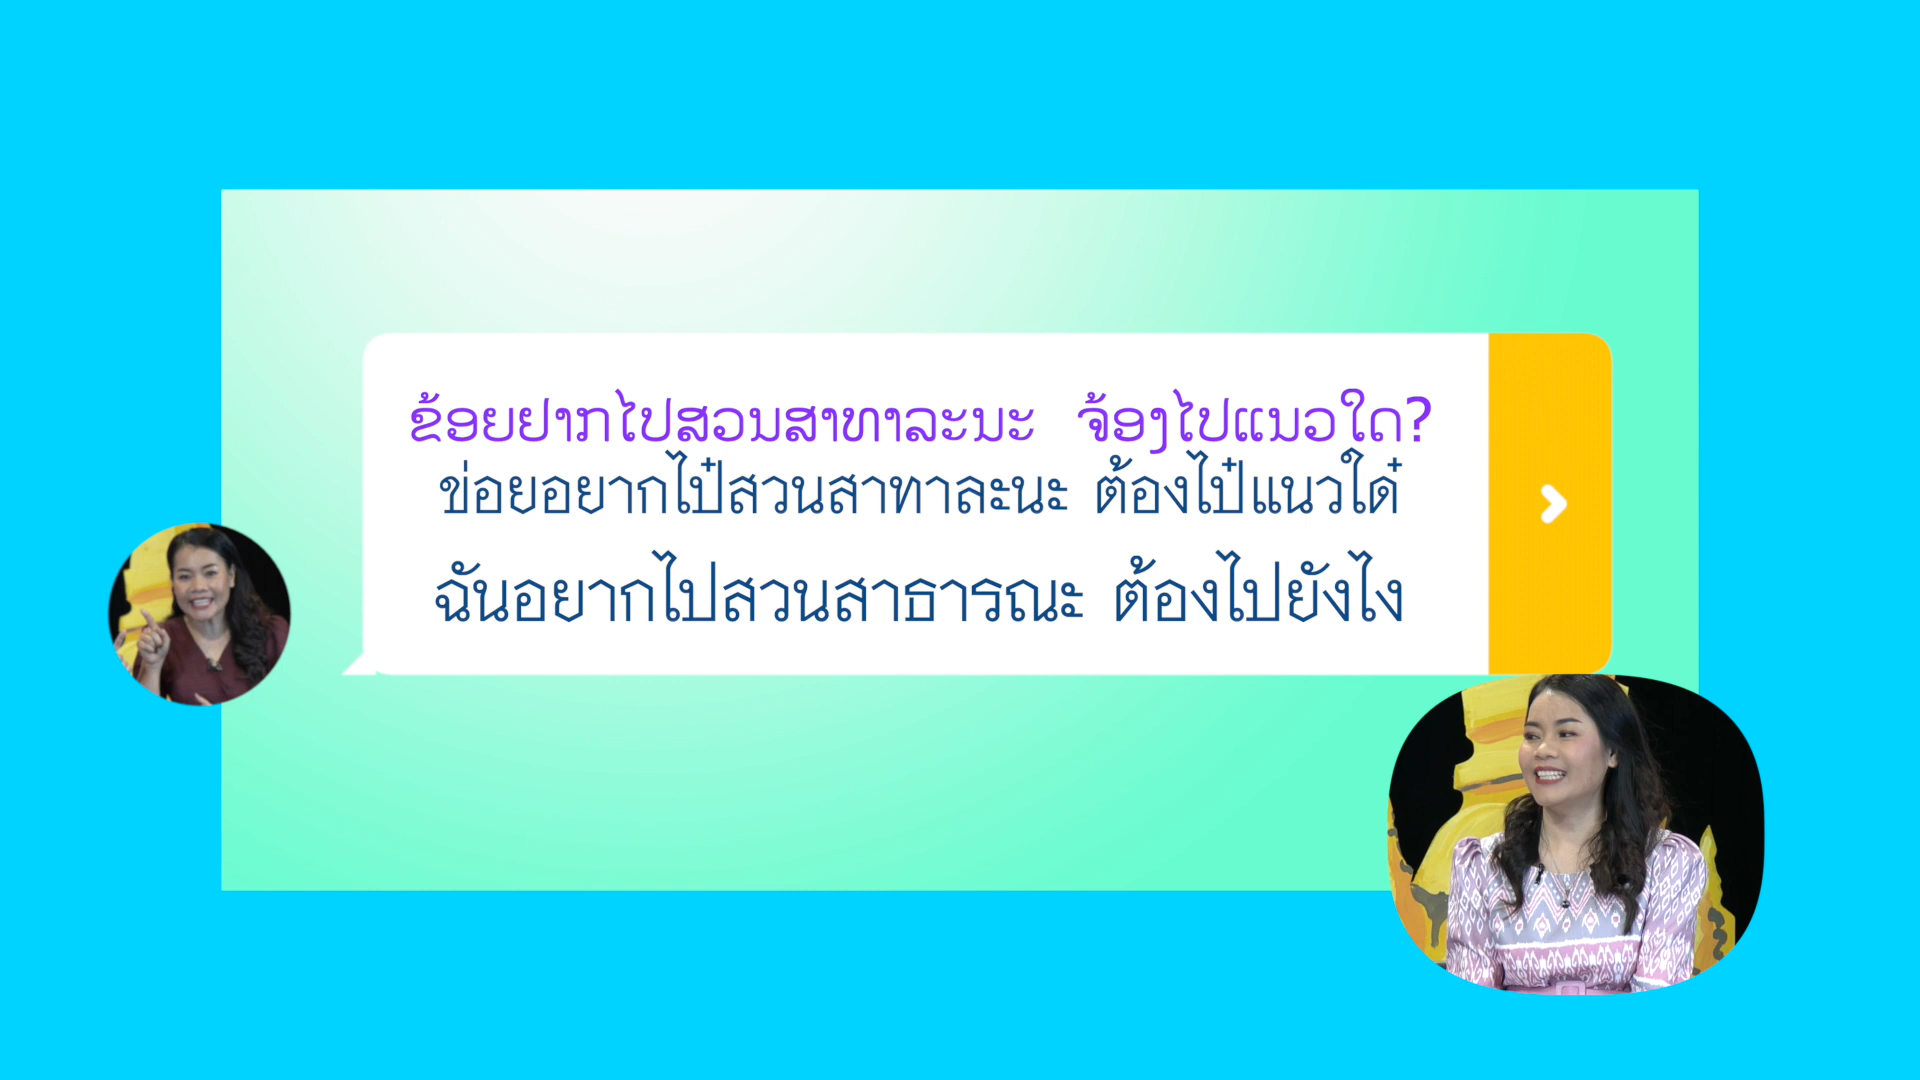 ຂ້ອຍຢາກໄປສວນສາທາລະນະ ຈ້ອງໄປແນວໃດ?
ข่อยอยากไป๋สวนสาทาละนะ ต้องไป๋แนวใด๋
ฉันอยากไปสวนสาธารณะ ต้องไปยังไง